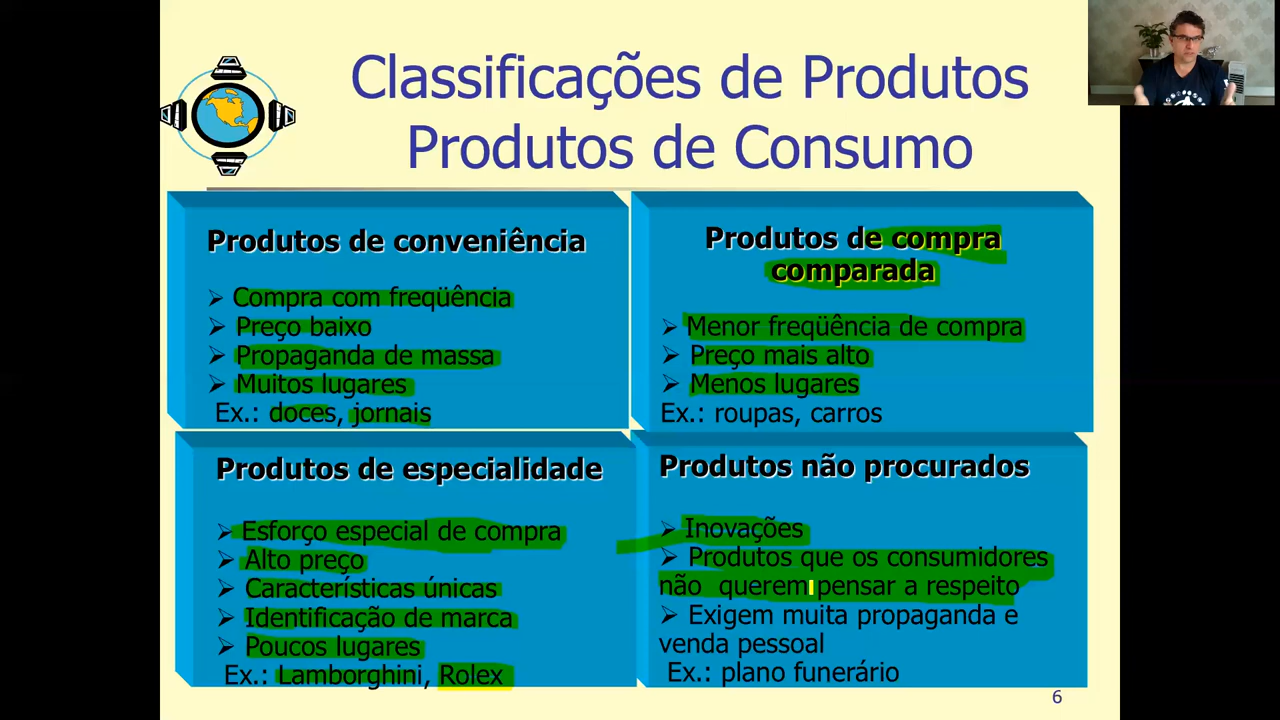 Classificações de Produtos
Produtos de Consumo
Produtos de conveniência
Compra com freqüência
Preço baixo
Propaganda de massa
Muitos lugares
Ex.: doces, jornais
Produtos de compra
comparada
Menor freqüência de compra
Preço mais alto
Menos lugares
Ex.: roupas, carros
Produtos de especialidade
Esforço especial de compra
Alto preço
Características únicas
Identificação de marca
Poucos lugares
Ex.: Lamborghini, Rolex
Produtos não procurados
Inovações
Produtos que os consumidores
não querem pensar a respeito
Exigem muita propaganda e
venda pessoal
Ex.: plano funerário
6